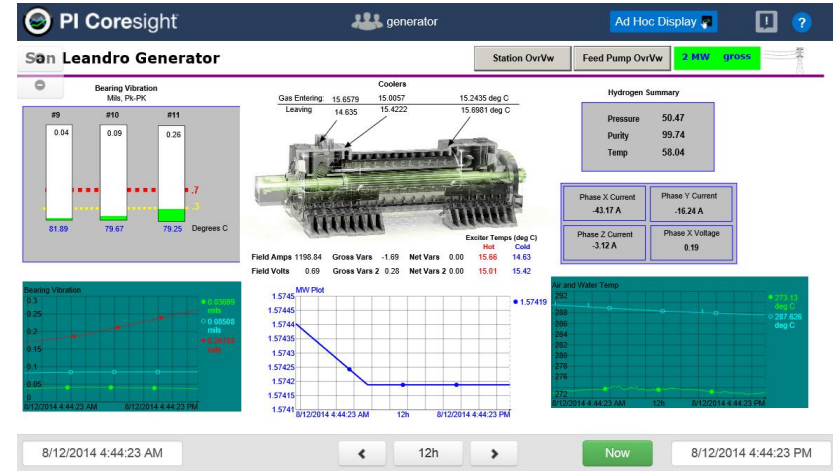 PI Coresight
generator
Ad Hoc Display
!
?
San Leandro Generator
Station OvrVw
Feed Pump OvrVw
2 MW gross
Bearing Vibration
Mils, Pk-PK
#9 #10 #11
0.04 0.09 0.26
.7
.3
81.89 79.67 79.25 Degrees C
Coolers
Gas Entering: 15.6579 15.0057 15.2435 deg C
Leaving 14.635 15.4222 15.6981 deg C
Exciter Temps (deg C)
Hot Cold
Field Amps 1198.84 Gross Vars -1.69 Net Vars 0.00 15.66 14.63
Field Volts 0.69 Gross Vars 2 0.28 Net Vars 2 0.00 15.01 15.42
Hydrogen Summary
Pressure 50.47
Purity 99.74
Temp 58.04
Phase X Current
-43.17 A
Phase Y Current
-16.24 A
Phase Z Current
-3.12 A
Phase X Voltage
0.19
Bearing Vibration
0.3
0.25
0.2
0.15
0.1
0.05
0
0.03699
mils
0.08508
mils
mils
8/12/2014 4:44:23 AM 8/12/2014 4:44:23 PM
MW Plot
1.5745
1.57445
1.5744
1.57435
1.5743
1.57425
1.5742
1.57415
1.5741
1.57419
8/12/2014 4:44:23 AM 12h 8/12/2014 4:44:23 PM
Air and Water Temp
292
288
286
284
282
280
278
276
272
273.13
deg C
287.626
deg C
8/12/2014 4:44:23 AM 12h 8/12/2014 4:44:23 PM
8/12/2014 4:44:23 AM
12h
Now
8/12/2014 4:44:23 PM